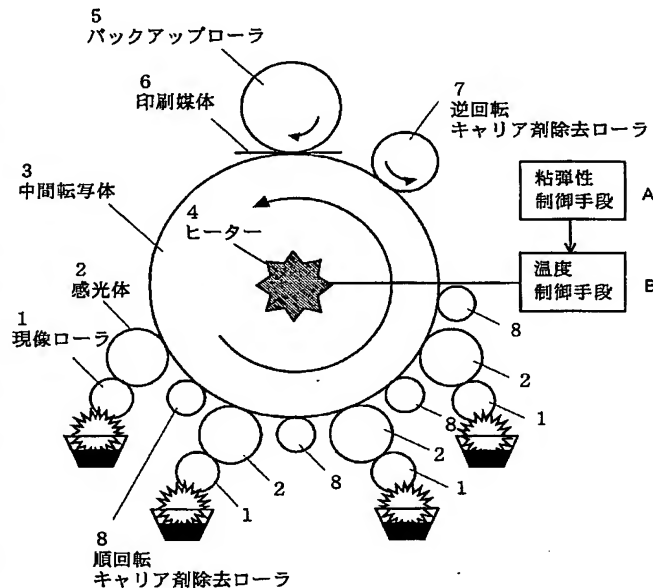 5
バックアップローラ
6
印刷媒体
7
逆回転
キャリア剤除去ローラ
3
中間転写体
4
ヒーター
粘弾性
制御手段
A
温度
制御手段
B
2
感光体
1
現像ローラ
8
2
1
8
2
1
8
2
1
8
順回転
キャリア剤除去ローラ